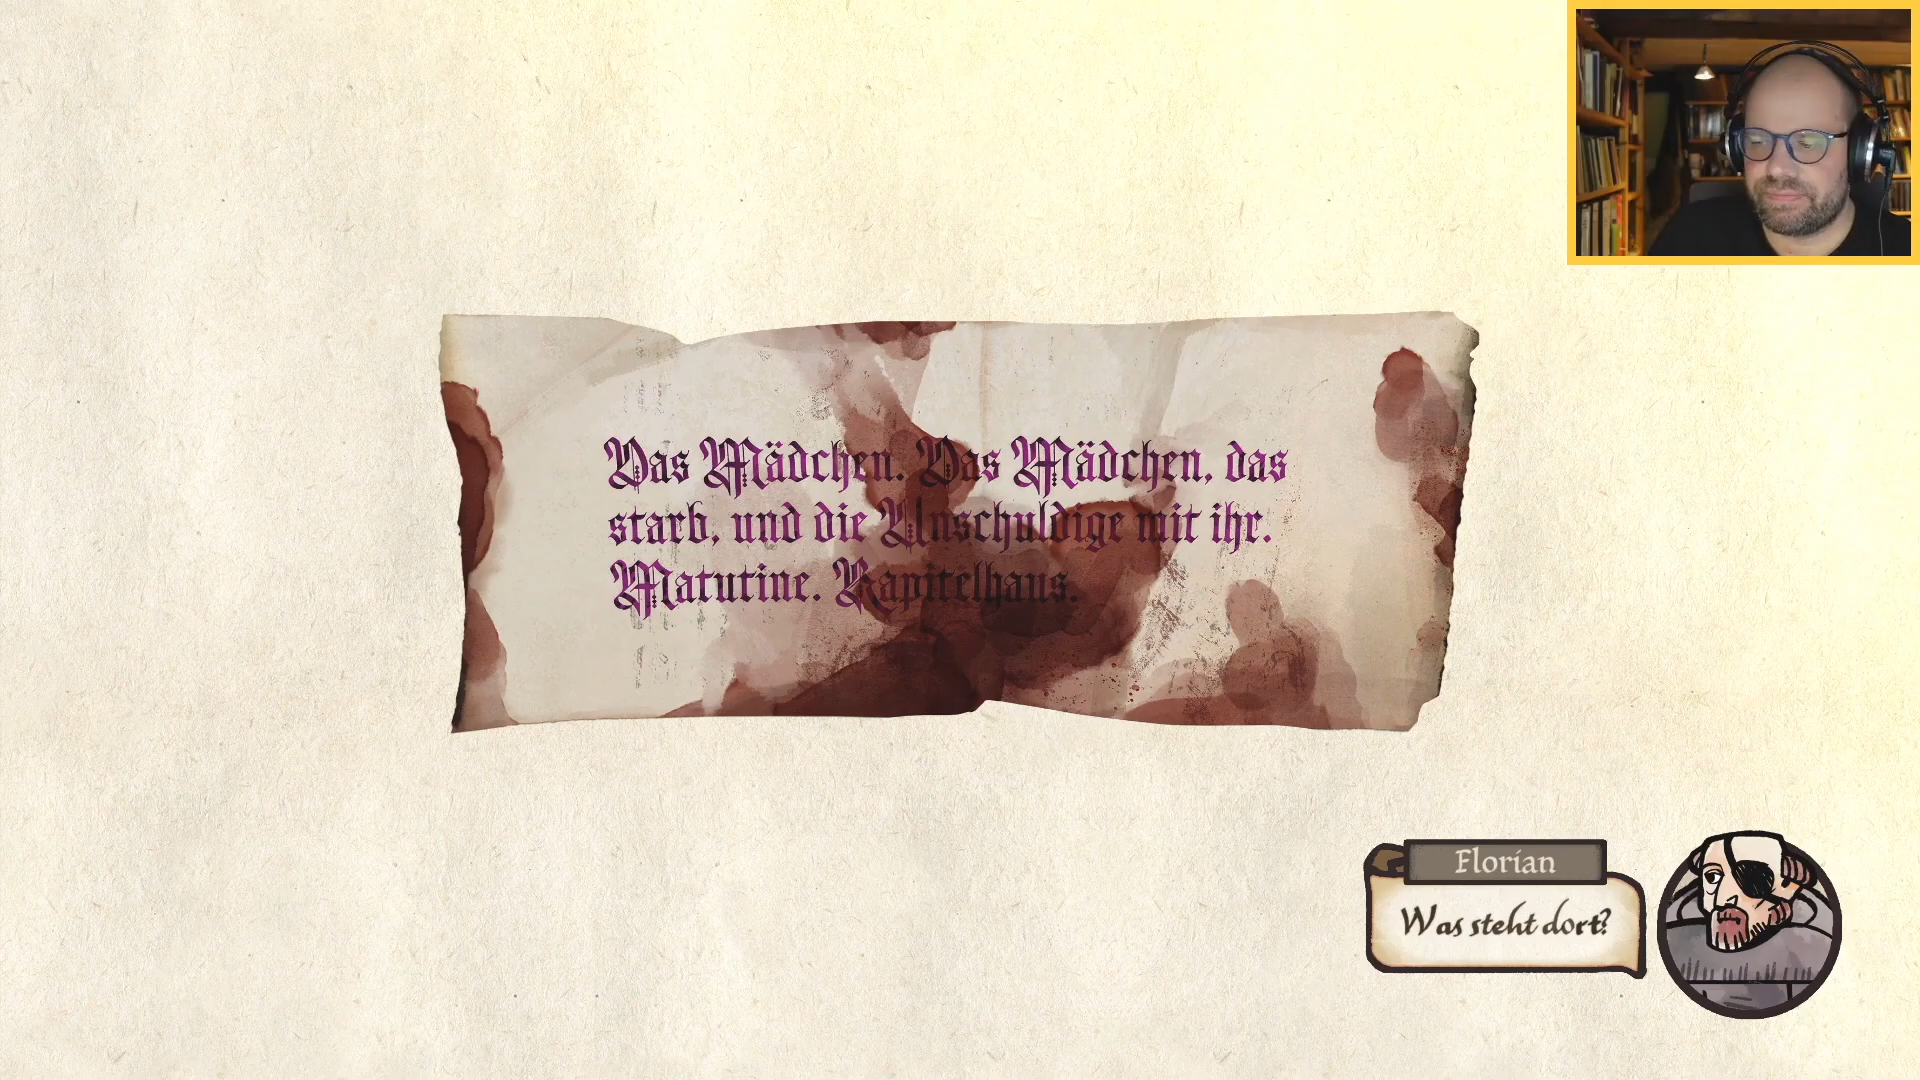 Das Mädchen. Das Mädchen, das
starb, und die Unschuldige mit ihr.
Matutine. Kapitelhaus.
Florian
Was steht dort?